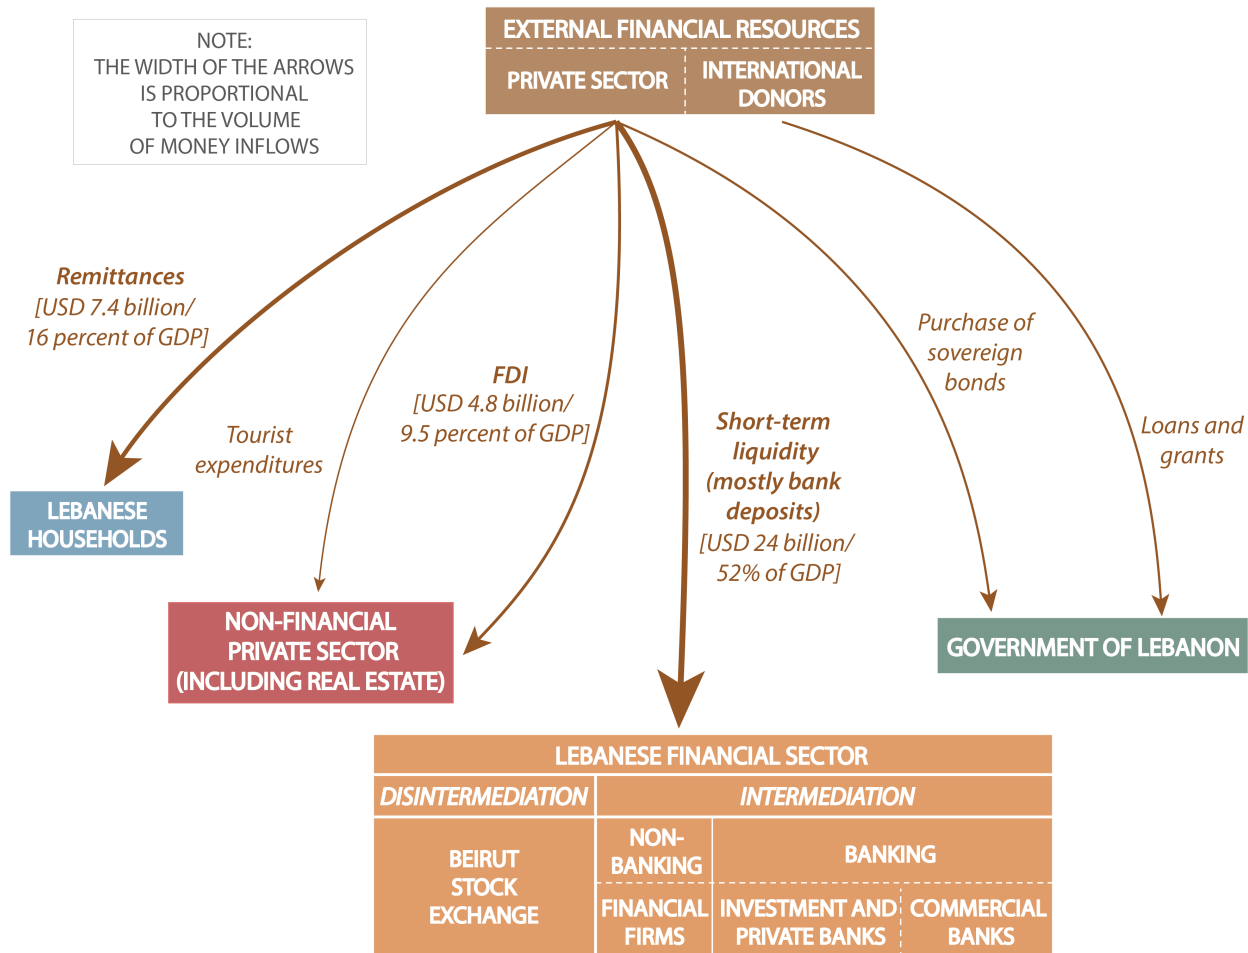 NOTE:
THE WIDTH OF THE ARROWS
IS PROPORTIONAL
TO THE VOLUME
OF MONEY INFLOWS
EXTERNAL FINANCIAL RESOURCES
PRIVATE SECTOR
INTERNATIONAL
DONORS
Remittances
[USD 7.4 billion/
16 percent of GDP]
Tourist
expenditures
FDI
[USD 4.8 billion/
9.5 percent of GDP]
Short-term
liquidity
(mostly bank
deposits)
[USD 24 billion/
52% of GDP]
Purchase of
sovereign
bonds
Loans and
grants
LEBANESE
HOUSEHOLDS
NON-FINANCIAL
PRIVATE SECTOR
(INCLUDING REAL ESTATE)
GOVERNMENT OF LEBANON
LEBANESE FINANCIAL SECTOR
DISINTERMEDIATION
INTERMEDIATION
BEIRUT
STOCK
EXCHANGE
NON-
BANKING
BANKING
FINANCIAL
FIRMS
INVESTMENT AND
PRIVATE BANKS
COMMERCIAL
BANKS